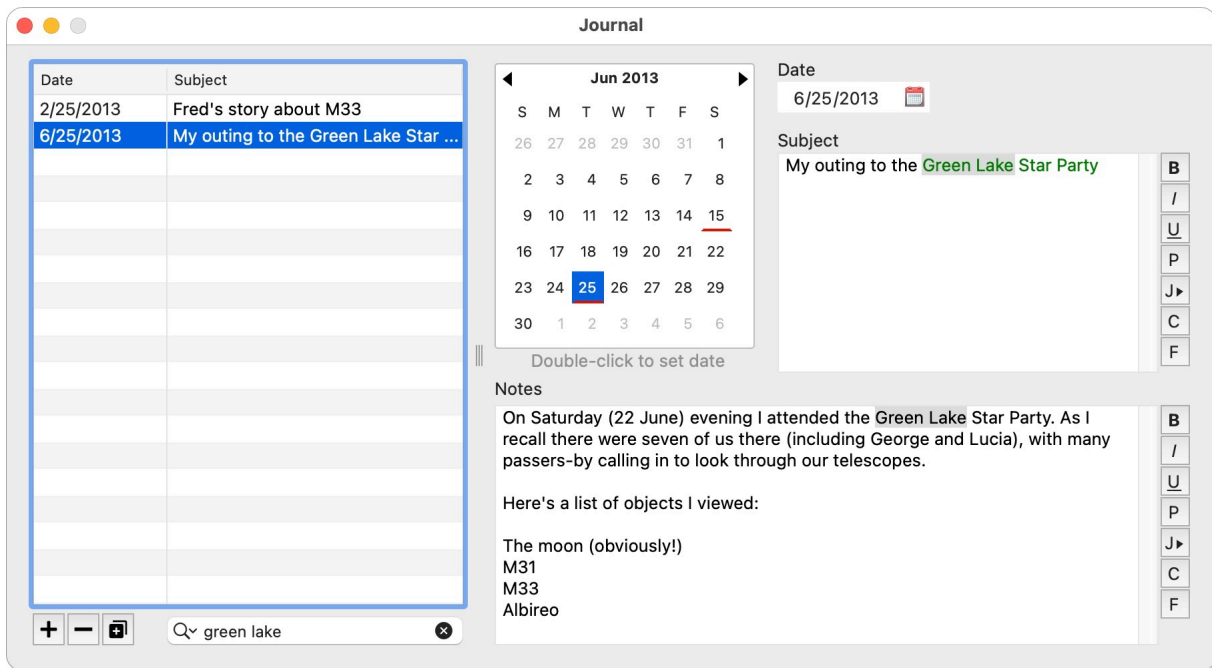 Journal
Date Subject
2/25/2013 Fred's story about M33
6/25/2013 My outing to the Green Lake Star ...
green lake
Jun 2013
S M T W T F S
26 27 28 29 30 31 1
2 3 4 5 6 7 8
9 10 11 12 13 14 15
16 17 18 19 20 21 22
23 24 25 26 27 28 29
30 1 2 3 4 5 6
Double-click to set date
Date
6/25/2013
Subject
My outing to the Green Lake Star Party
B
I
U
P
J
C
F
Notes
On Saturday (22 June) evening I attended the Green Lake Star Party. As I
recall there were seven of us there (including George and Lucia), with many
passers-by calling in to look through our telescopes.
Here's a list of objects I viewed:
The moon (obviously!)
M31
M33
Albireo
B
I
U
P
J
C
F